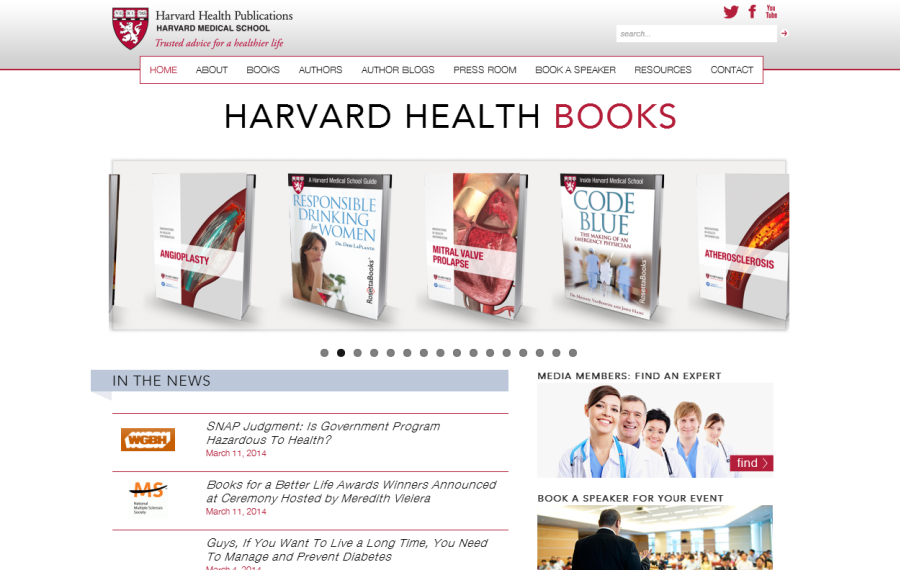 Harvard Health Publications
HARVARD MEDICAL SCHOOL
Trusted advice for a healthier life
You
Tube
search...
HOME ABOUT BOOKS AUTHORS AUTHOR BLOGS PRESS ROOM BOOK A SPEAKER RESOURCES CONTACT
HARVARD HEALTH BOOKS
ANGIOPLASTY
A Harvard Medical School Guide
RESPONSIBLE
DRINKING
for WOMEN
Dr. Debi LaPlante
RosettaBooks
MITRAL VALVE
PROLAPSE
Inside Harvard Medical School
CODE
BLUE
THE MAKING OF AN
EMERGENCY PHYSICIAN
RosettaBooks
ATHEROSCLEROSIS
IN THE NEWS
WGBH
SNAP Judgment: Is Government Program
Hazardous To Health?
March 11, 2014
MS
National
Multiple Sclerosis
Society
Books for a Better Life Awards Winners Announced
at Ceremony Hosted by Meredith Vieiera
March 11, 2014
Guys, If You Want To Live a Long Time, You Need
To Manage and Prevent Diabetes
March 4, 2014
MEDIA MEMBERS: FIND AN EXPERT
find
BOOK A SPEAKER FOR YOUR EVENT